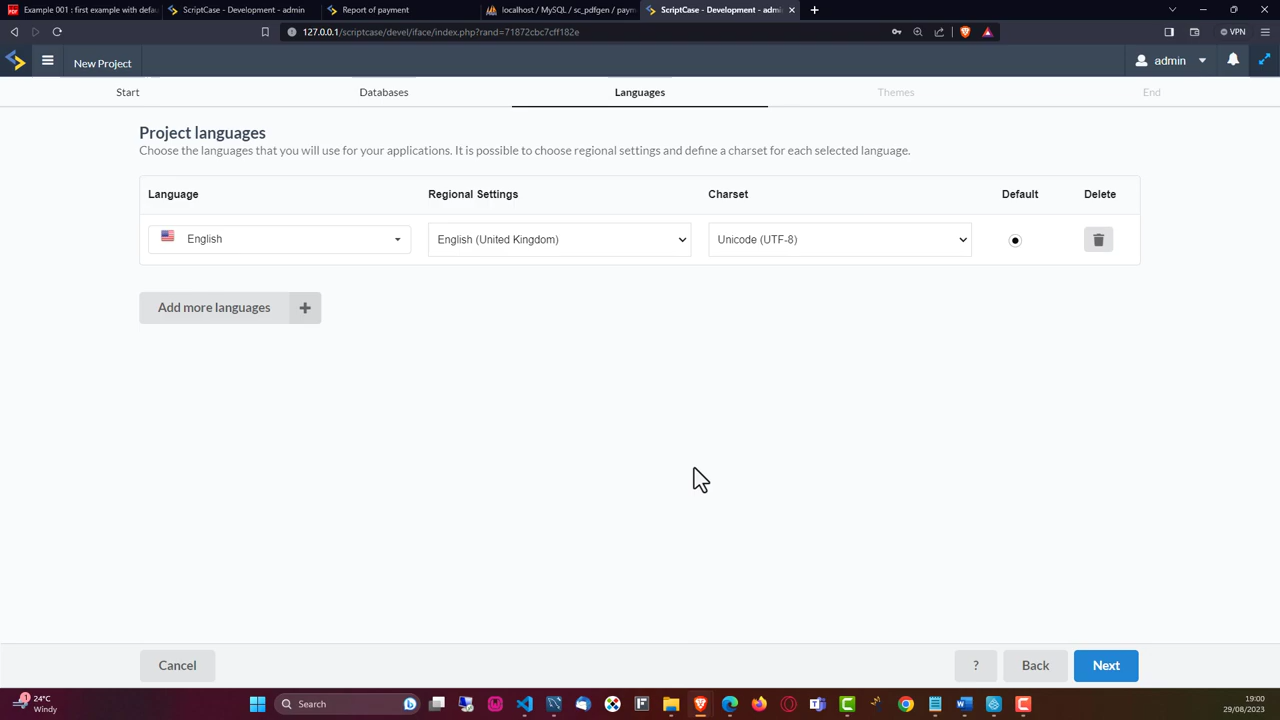 Example 001 : first example with defau
ScriptCase - Development - admin
Report of payment
localhost / MySQL / sc_pdfgen / paym
ScriptCase - Development - admi
127.0.0.1/scriptcase/devel/iface/index.php?rand=71872cbc7cff182e
VPN
New Project
admin
Start
Databases
Languages
Themes
End
Project languages
Choose the languages that you will use for your applications. It is possible to choose regional settings and define a charset for each selected language.
Language Regional Settings Charset Default Delete
English English (United Kingdom) Unicode (UTF-8)
Add more languages +
Cancel ? Back Next
1
24°C
Windy
Search
19:00
29/08/2023